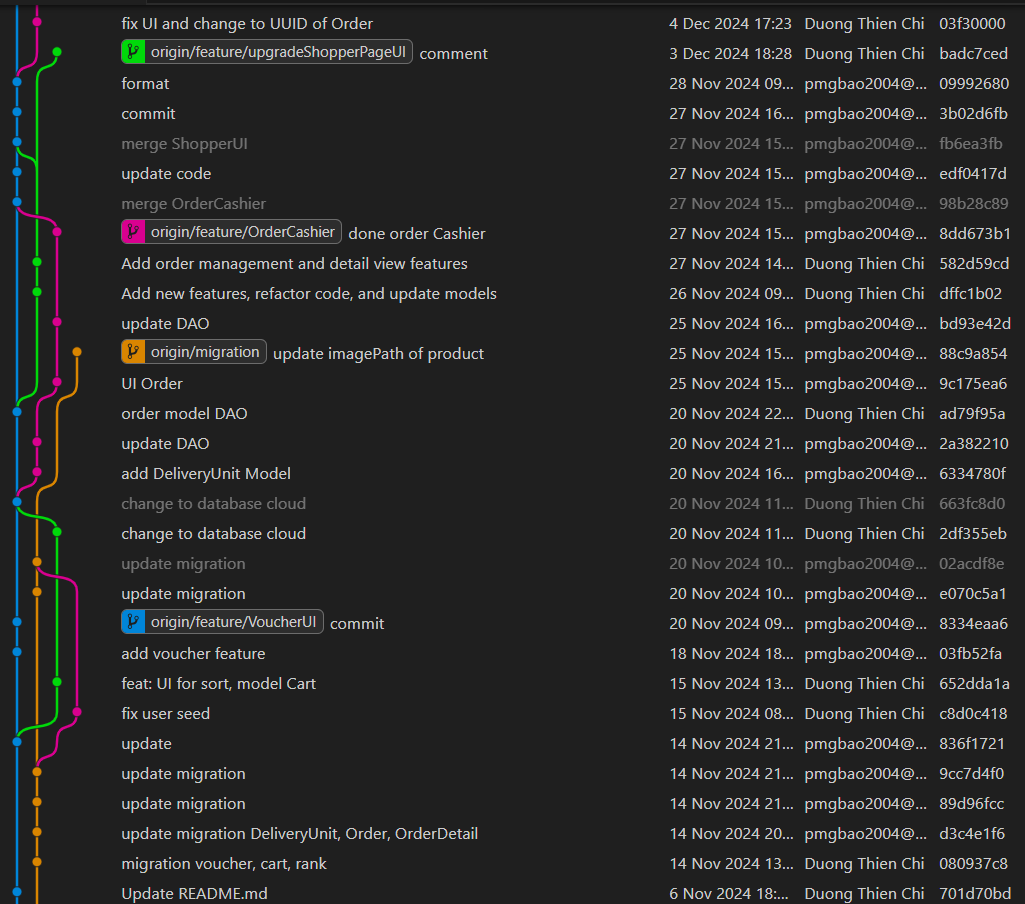 fix UI and change to UUID of Order 4 Dec 2024 17:23 Duong Thien Chi 03f30000
origin/feature/upgradeShopperPageUI comment 3 Dec 2024 18:28 Duong Thien Chi badc7ced
format 28 Nov 2024 09... pmgbao2004@... 09992680
commit 27 Nov 2024 16... pmgbao2004@... 3b02d6fb
merge ShopperUI 27 Nov 2024 15... pmgbao2004@... fb6ea3fb
update code 27 Nov 2024 15... pmgbao2004@... edf0417d
merge OrderCashier 27 Nov 2024 15... pmgbao2004@... 98b28c89
origin/feature/OrderCashier done order Cashier 27 Nov 2024 15... pmgbao2004@... 8dd673b1
Add order management and detail view features 27 Nov 2024 14... Duong Thien Chi 582d59cd
Add new features, refactor code, and update models 26 Nov 2024 09... Duong Thien Chi dffc1b02
update DAO 25 Nov 2024 16... pmgbao2004@... bd93e42d
origin/migration update imagePath of product 25 Nov 2024 15... pmgbao2004@... 88c9a854
UI Order 25 Nov 2024 15... pmgbao2004@... 9c175ea6
order model DAO 20 Nov 2024 22... Duong Thien Chi ad79f95a
update DAO 20 Nov 2024 21... pmgbao2004@... 2a382210
add DeliveryUnit Model 20 Nov 2024 16... pmgbao2004@... 6334780f
change to database cloud 20 Nov 2024 11... Duong Thien Chi 663fc8d0
change to database cloud 20 Nov 2024 11... Duong Thien Chi 2df355eb
update migration 20 Nov 2024 10... pmgbao2004@... 02acdf8e
update migration 20 Nov 2024 10... pmgbao2004@... e070c5a1
origin/feature/VoucherUI commit 20 Nov 2024 09... pmgbao2004@... 8334eaa6
add voucher feature 18 Nov 2024 18... pmgbao2004@... 03fb52fa
feat: UI for sort, model Cart 15 Nov 2024 13... Duong Thien Chi 652dda1a
fix user seed 15 Nov 2024 08... Duong Thien Chi c8d0c418
update 14 Nov 2024 21... pmgbao2004@... 836f1721
update migration 14 Nov 2024 21... pmgbao2004@... 9cc7d4f0
update migration 14 Nov 2024 21... pmgbao2004@... 89d96fcc
update migration DeliveryUnit, Order, OrderDetail 14 Nov 2024 20... pmgbao2004@... d3c4e1f6
migration voucher, cart, rank 14 Nov 2024 13... Duong Thien Chi 080937c8
Update README.md 6 Nov 2024 18:... Duong Thien Chi 701d70bd